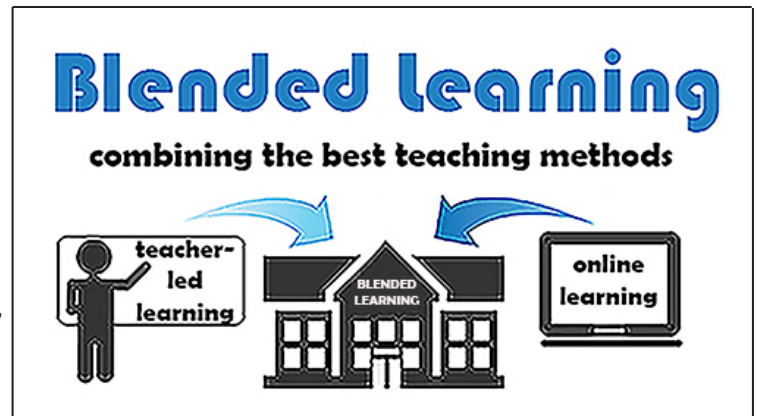 Blended Learning
combining the best teaching methods
teacher-
led
learning
BLENDED
LEARNING
online
learning